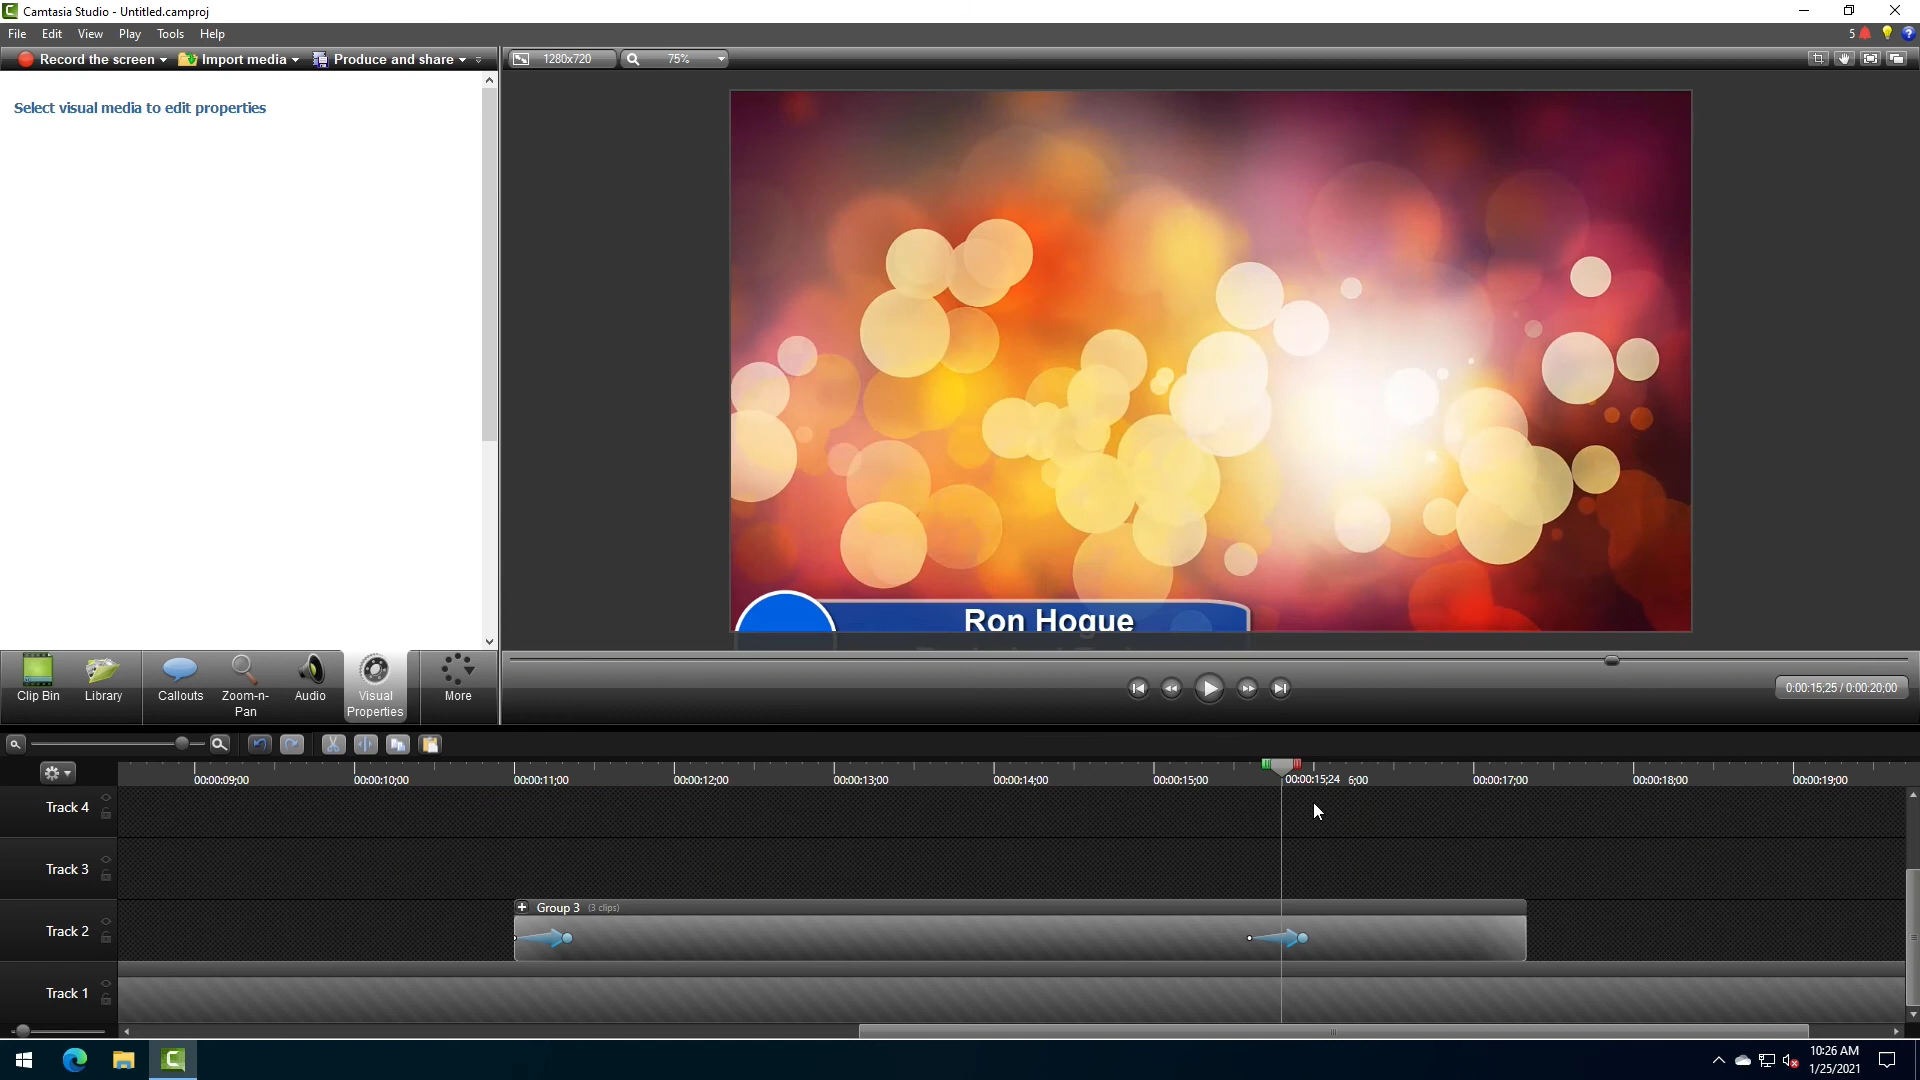 Camtasia Studio - Untitled.camproj
File Edit View Play Tools Help
5
Record the screen Import media Produce and share
1280x720 75%
Select visual media to edit properties
Ron Hogue
Clip Bin Library Callouts Zoom-n-Pan Audio Visual Properties More
0:00:15;25 / 0:00:20;00
00:00:09;00 00:00:10;00 00:00:11;00 00:00:12;00 00:00:13;00 00:00:14;00 00:00:15;00 00:00:15;24 6;00 00:00:17;00 00:00:18;00 00:00:19;00
Track 4
Track 3
Group 3 (3 clips)
Track 2
Track 1
10:26 AM
1/25/2021